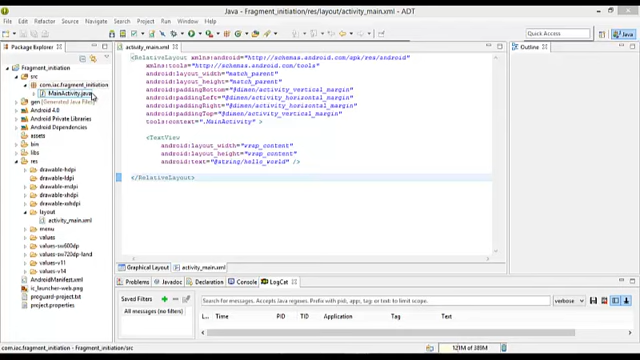 Java - Fragment_initiation/res/layout/activity_main.xml - ADT
File Edit Refactor Source Navigate Search Project Run Window Help
Quick Access
Java
Package Explorer
activity_main.xml
Outline
Fragment_initiation
src
com.iac.fragment_initiation
MainActivity.java
gen [Generated Java Files]
Android 4.0
Android Private Libraries
Android Dependencies
assets
bin
libs
res
drawable-hdpi
drawable-ldpi
drawable-mdpi
drawable-xhdpi
drawable-xxhdpi
layout
activity_main.xml
menu
values
values-sw600dp
values-sw720dp-land
values-v11
values-v14
AndroidManifest.xml
ic_launcher-web.png
proguard-project.txt
project.properties
<RelativeLayout xmlns:android="http://schemas.android.com/apk/res/android"
xmlns:tools="http://schemas.android.com/tools"
android:layout_width="match_parent"
android:layout_height="match_parent"
android:paddingBottom="@dimen/activity_vertical_margin"
android:paddingLeft="@dimen/activity_horizontal_margin"
android:paddingRight="@dimen/activity_horizontal_margin"
android:paddingTop="@dimen/activity_vertical_margin"
tools:context=".MainActivity" >
<TextView
android:layout_width="wrap_content"
android:layout_height="wrap_content"
android:text="@string/hello_world" />
</RelativeLayout>
Graphical Layout activity_main.xml
Problems Javadoc Declaration Console LogCat
Saved Filters
All messages (no filters)
Search for messages. Accepts Java regexes. Prefix with pid:, app:, tag: or text: to limit scope.
verbose
L... Time PID TID Application Tag Text
Fragment_initiation/src
121M of 389M